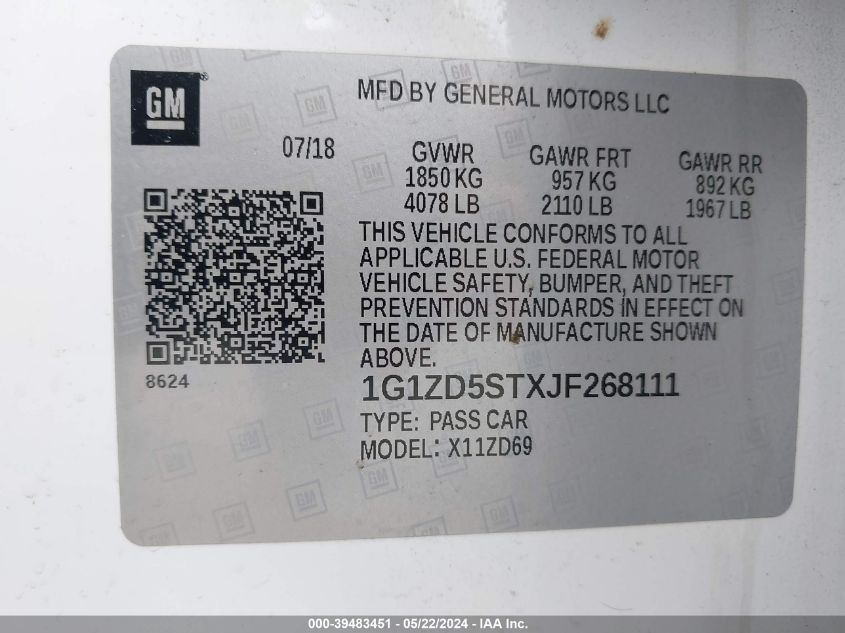 GM
MFD BY GENERAL MOTORS LLC
07/18
GVWR GAWR FRT GAWR RR
1850 KG 957 KG 892 KG
4078 LB 2110 LB 1967 LB
THIS VEHICLE CONFORMS TO ALL
APPLICABLE U.S. FEDERAL MOTOR
VEHICLE SAFETY, BUMPER, AND THEFT
PREVENTION STANDARDS IN EFFECT ON
THE DATE OF MANUFACTURE SHOWN
ABOVE.
8624
1G1ZD5STXJF268111
TYPE: PASS CAR
MODEL: X11ZD69
000-39483451 - 05/22/2024 - IAA Inc.